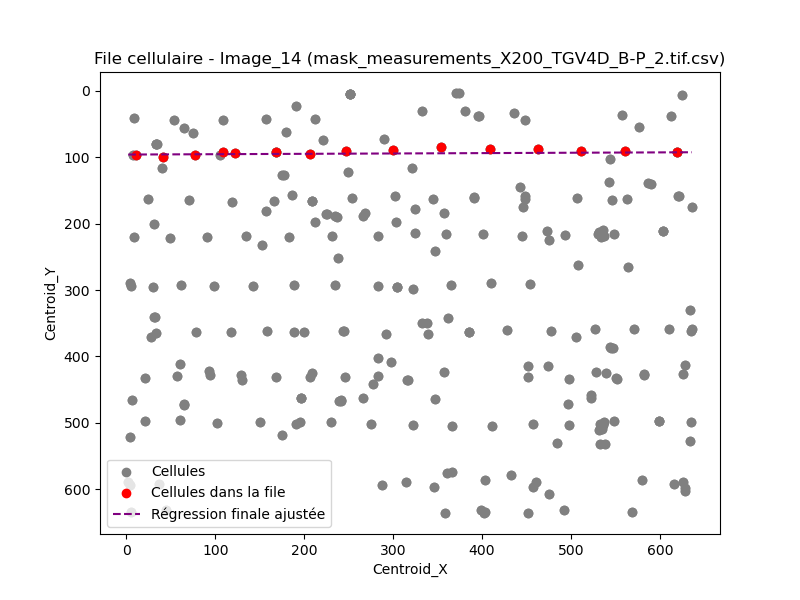 File cellulaire - Image_14 (mask_measurements_X200_TGV4D_B-P_2.tif.csv)
Centroid_Y
0
100
200
300
400
500
600
Cellules
Cellules dans la file
Régression finale ajustée
0 100 200 300 400 500 600
Centroid_X